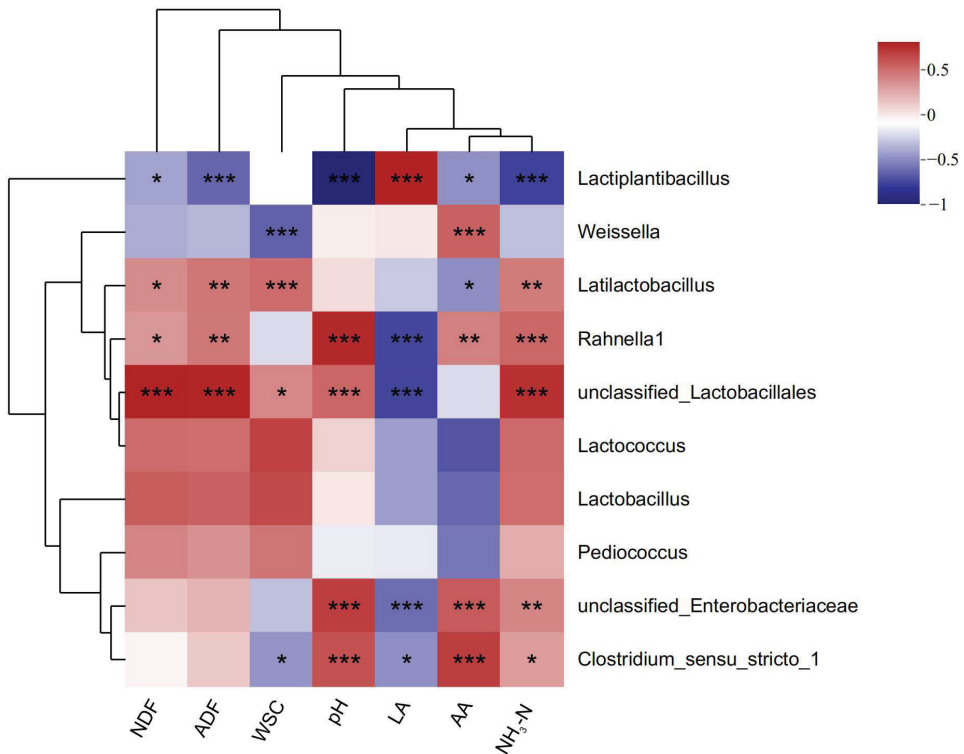 0.5
0
−0.5
−1
* *** *** *** * *** Lactiplantibacillus
*** *** Weissella
* ** *** * ** Latilactobacillus
* ** *** *** ** *** Rahnella1
*** *** * *** *** *** unclassified_Lactobacillales
Lactococcus
Lactobacillus
Pediococcus
*** *** *** ** unclassified_Enterobacteriaceae
* *** * *** * Clostridium_sensu_stricto_1
NDF ADF WSC pH LA AA NH₃-N